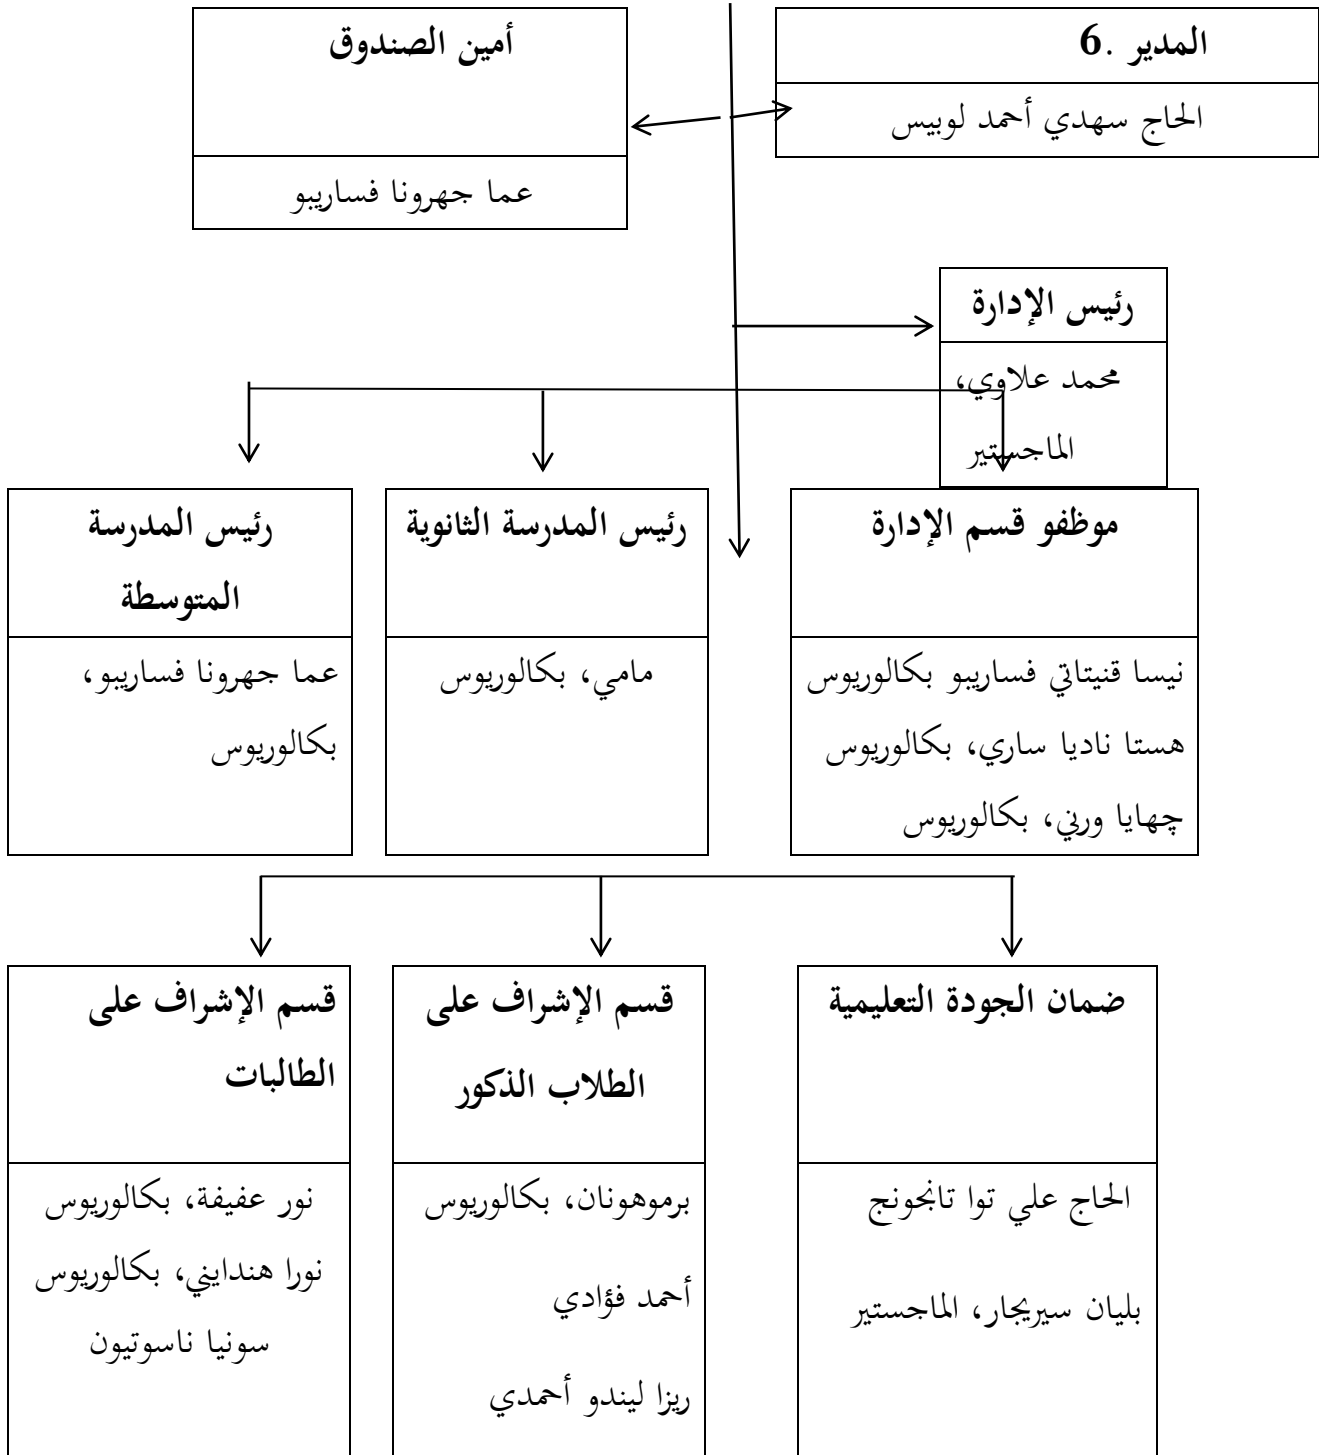 المدير .6
الحاج سهدي أحمد لوبيس
أمين الصندوق
عما جهرونا فساريبو
رئيس الإدارة
محمد علاوي،
الماجستير
موظفو قسم الإدارة
نيسا قنيتاتي فساريبو بكالوريوس
هستا ناديا ساري، بكالوريوس
چهايا ورني، بكالوريوس
رئيس المدرسة الثانوية
مامي، بكالوريوس
رئيس المدرسة
المتوسطة
عما جهرونا فساريبو،
بكالوريوس
ضمان الجودة التعليمية
الحاج علي توا تانجونج
بليان سيريجار، الماجستير
قسم الإشراف على
الطلاب الذكور
برموهونان، بكالوريوس
أحمد فؤادي
ريزا ليندو أحمدي
قسم الإشراف على
الطالبات
نور عفيفة، بكالوريوس
نورا هندايني، بكالوريوس
سونيا ناسوتيون